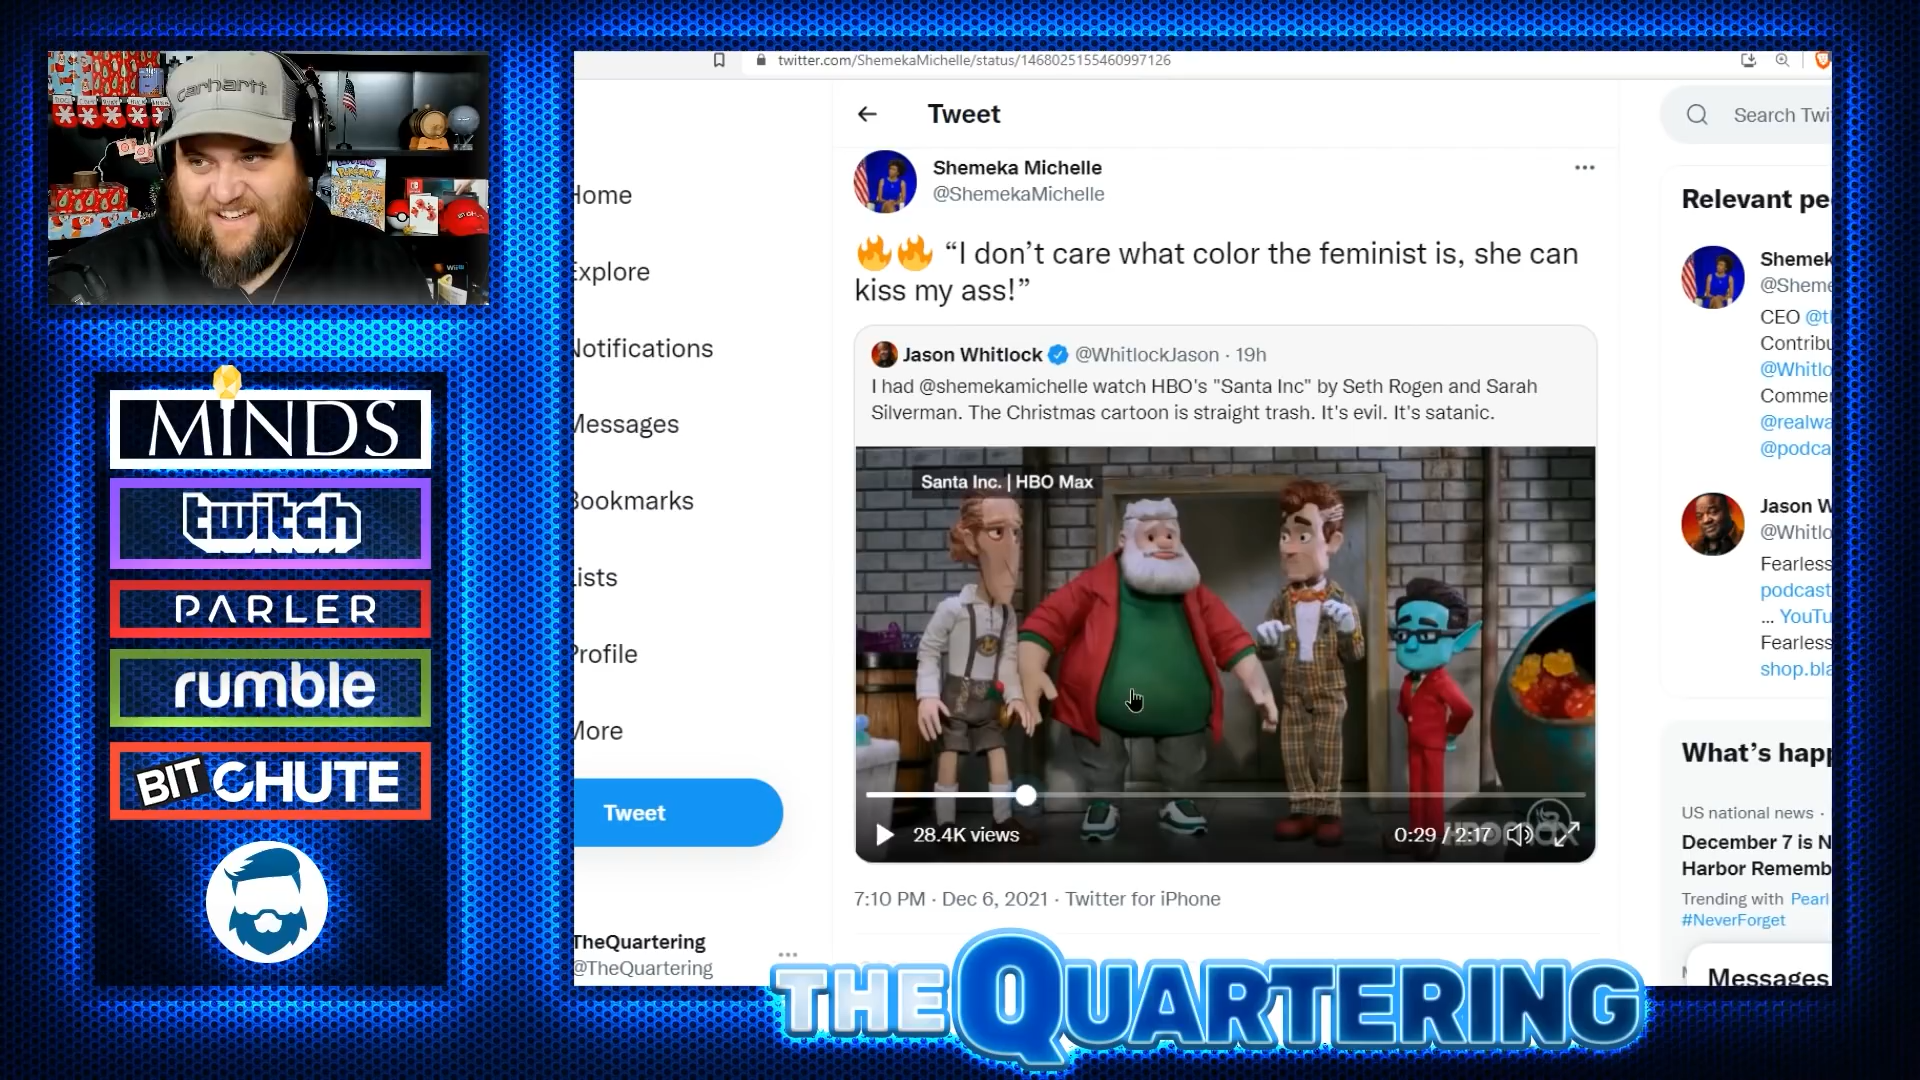 carhartt
POKEMON
MINDS
twitch
PARLER
rumble
BITCHUTE
twitter.com/ShemekaMichelle/status/1468025155460997126
Home
Explore
Notifications
Messages
Bookmarks
Lists
Profile
More
Tweet
TheQuartering
@TheQuartering
Tweet
Shemeka Michelle
@ShemekaMichelle
🔥🔥 “I don’t care what color the feminist is, she can
kiss my ass!”
Jason Whitlock @WhitlockJason · 19h
I had @shemekamichelle watch HBO's "Santa Inc" by Seth Rogen and Sarah
Silverman. The Christmas cartoon is straight trash. It's evil. It's satanic.
Santa Inc. | HBO Max
28.4K views
0:29 / 2:17
HBOMAX
7:10 PM · Dec 6, 2021 · Twitter for iPhone
Search Twi
Relevant pe
Shemek
@Sheme
CEO @tl
Contribu
@Whitlo
Commer
@realwa
@podca
Jason W
@Whitlo
Fearless
podcast
... YouTu
Fearless
shop.bla
What’s happ
US national news ·
December 7 is N
Harbor Rememb
Trending with Pearl
#NeverForget
Messages
THE QUARTERING